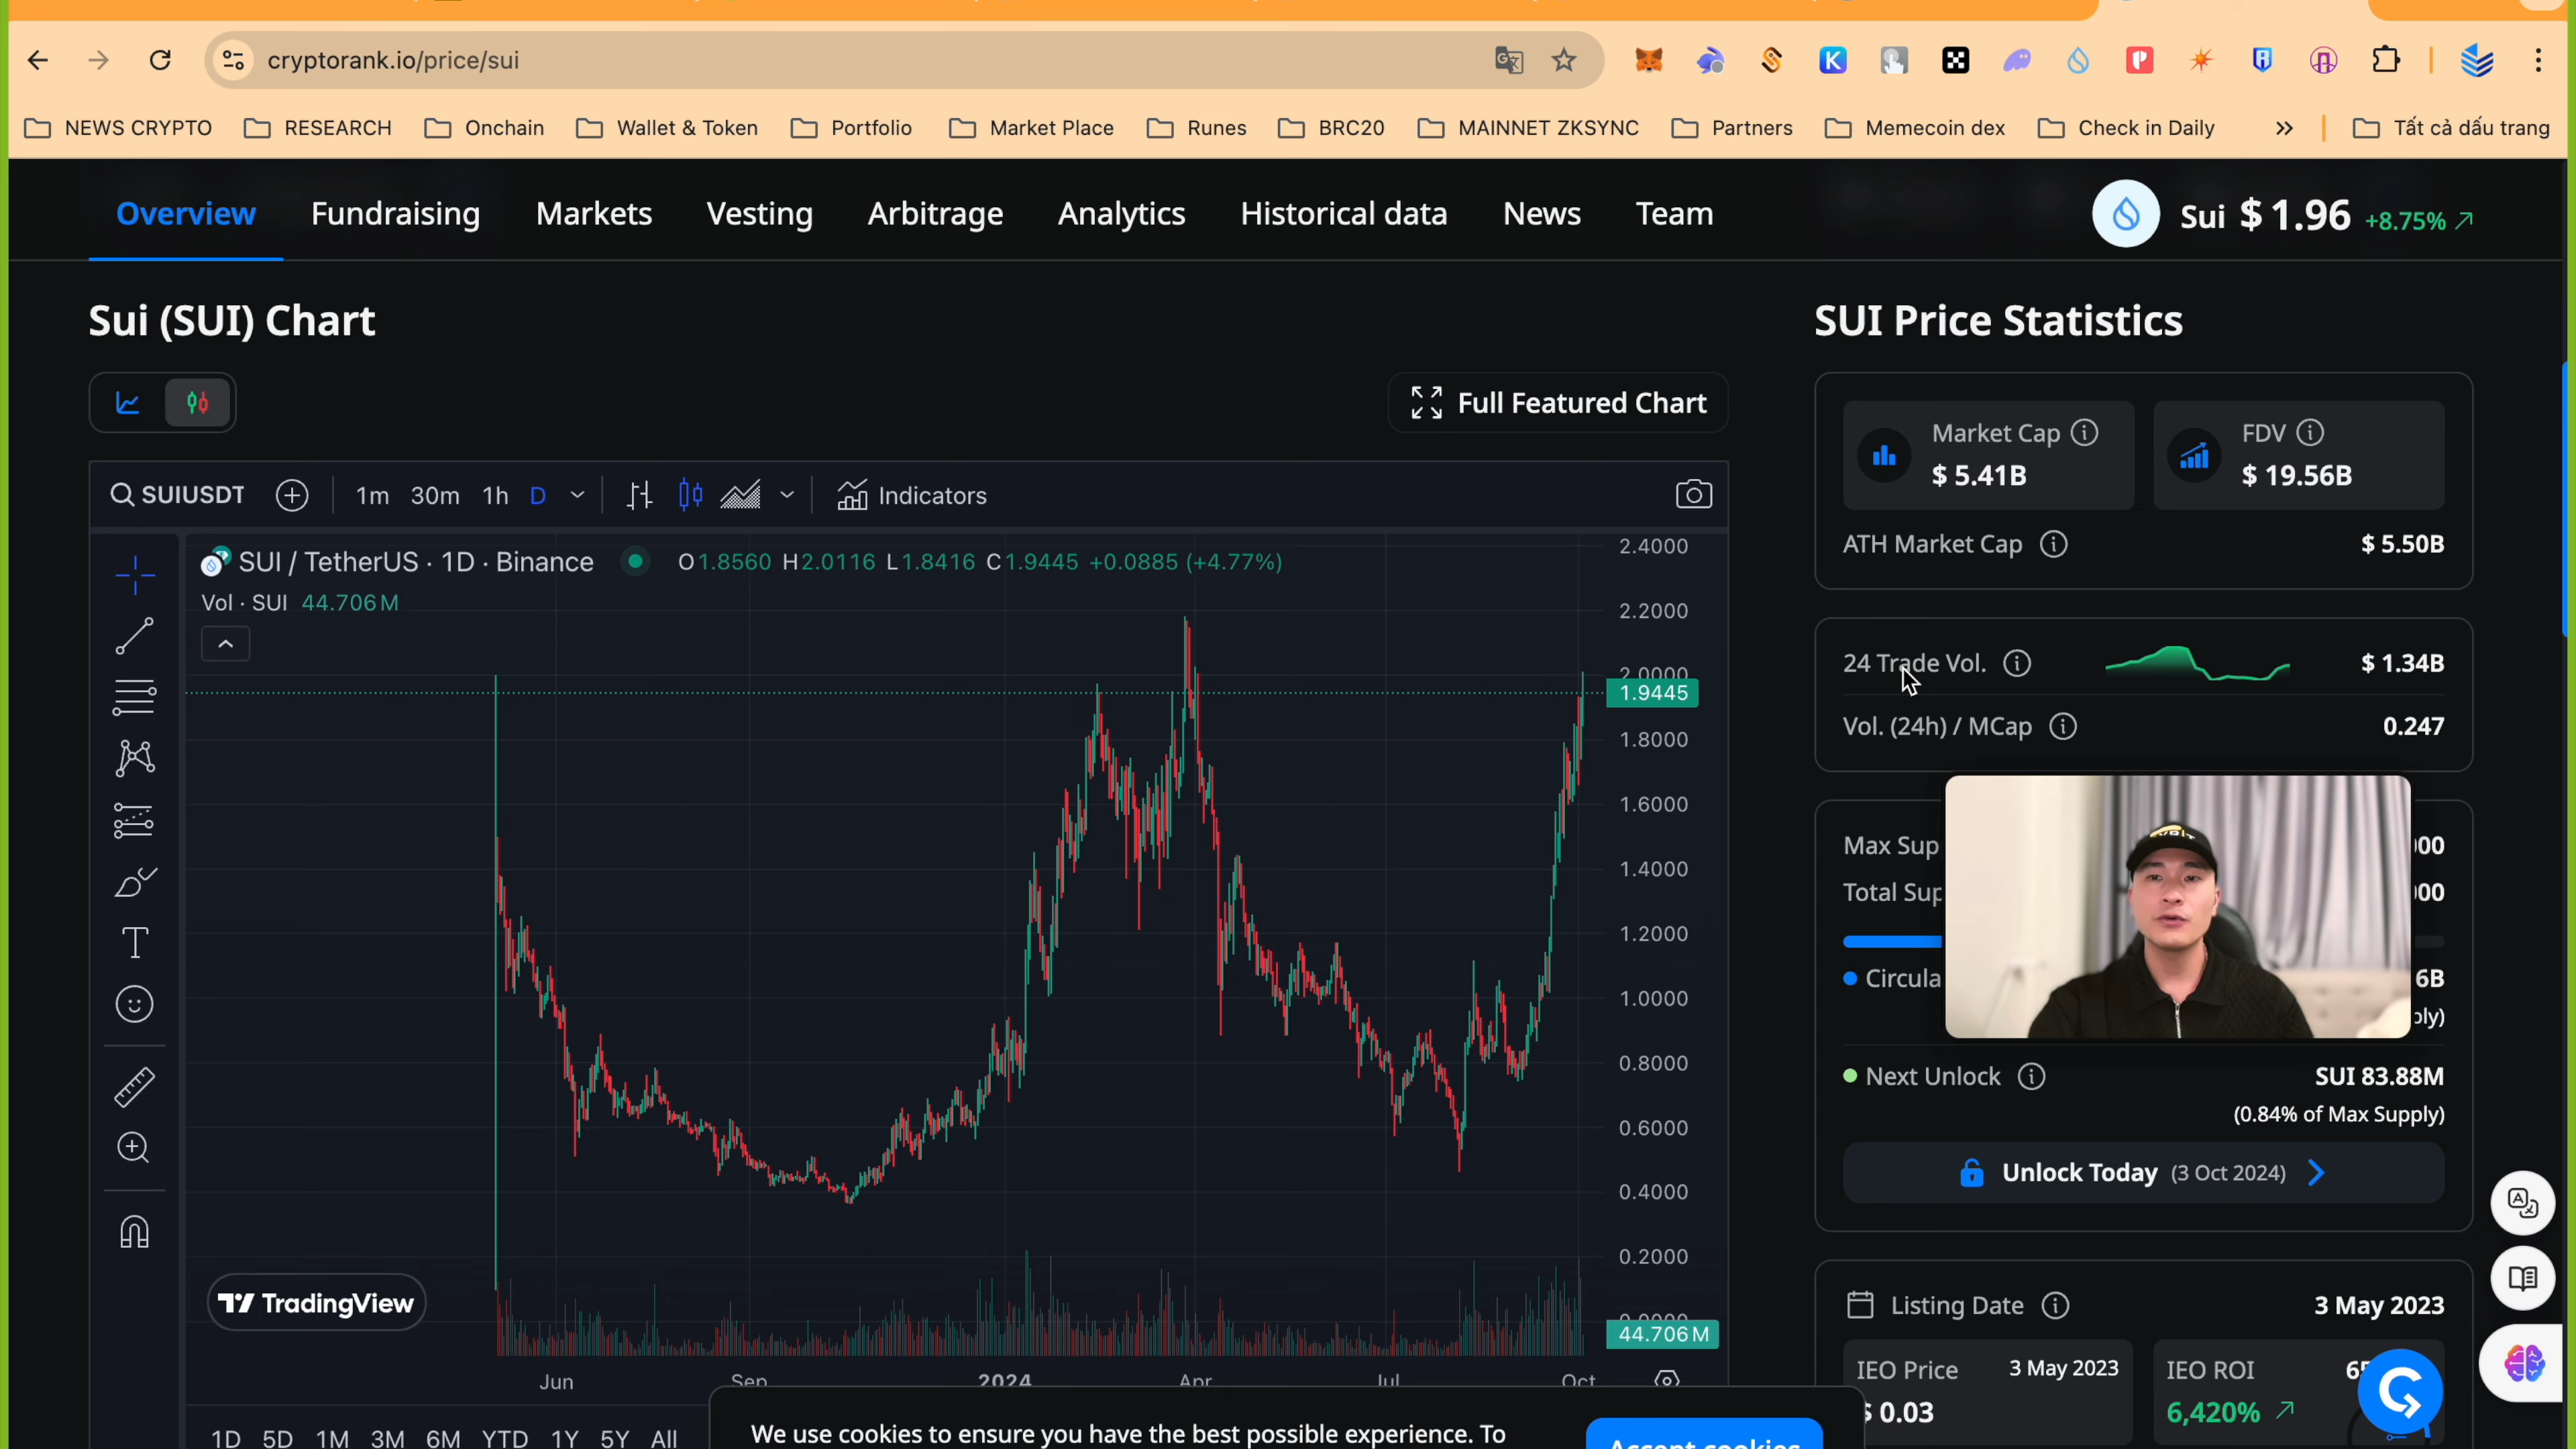 cryptorank.io/price/sui
NEWS CRYPTO RESEARCH Onchain Wallet & Token Portfolio Market Place Runes BRC20 MAINNET ZKSYNC Partners Memecoin dex Check in Daily Tất cả dấu trang
Overview Fundraising Markets Vesting Arbitrage Analytics Historical data News Team
Sui $ 1.96 +8.75%
Sui (SUI) Chart
Full Featured Chart
SUIUSDT 1m 30m 1h D Indicators
SUI / TetherUS · 1D · Binance O1.8560 H2.0116 L1.8416 C1.9445 +0.0885 (+4.77%)
Vol · SUI 44.706M
2.4000
2.2000
2.0000
1.9445
1.8000
1.6000
1.4000
1.2000
1.0000
0.8000
0.6000
0.4000
0.2000
0.0000
44.706M
TradingView
Jun Sep 2024 Apr Jul Oct
1D 5D 1M 3M 6M YTD 1Y 5Y All
We use cookies to ensure you have the best possible experience. To
Accept cookies
SUI Price Statistics
Market Cap
$ 5.41B
FDV
$ 19.56B
ATH Market Cap $ 5.50B
24 Trade Vol. $ 1.34B
Vol. (24h) / MCap 0.247
Max Sup 000
Total Sup 000
Circula 6B
ply)
Next Unlock SUI 83.88M
(0.84% of Max Supply)
Unlock Today (3 Oct 2024)
Listing Date 3 May 2023
IEO Price 3 May 2023
$ 0.03
IEO ROI
6,420%